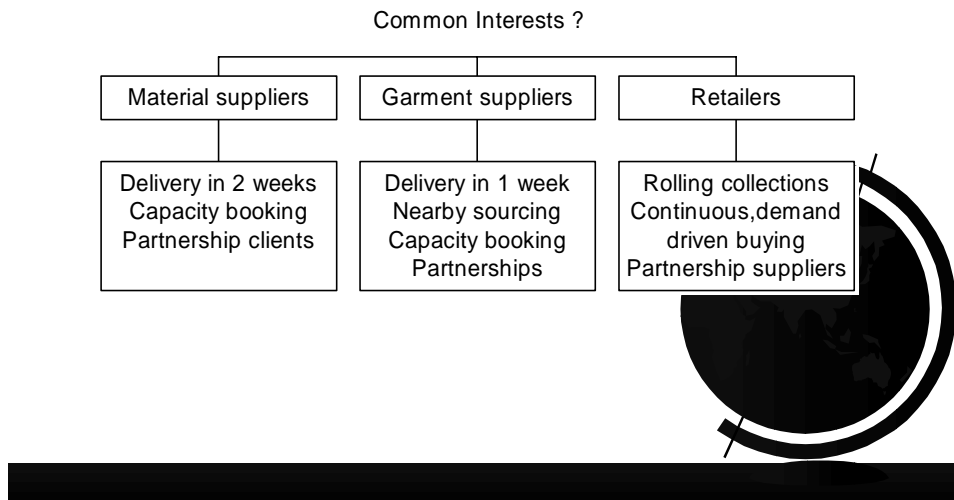 Common Interests ?
Material suppliers
Garment suppliers
Retailers
Delivery in 2 weeks
Capacity booking
Partnership clients
Delivery in 1 week
Nearby sourcing
Capacity booking
Partnerships
Rolling collections
Continuous,demand
driven buying
Partnership suppliers